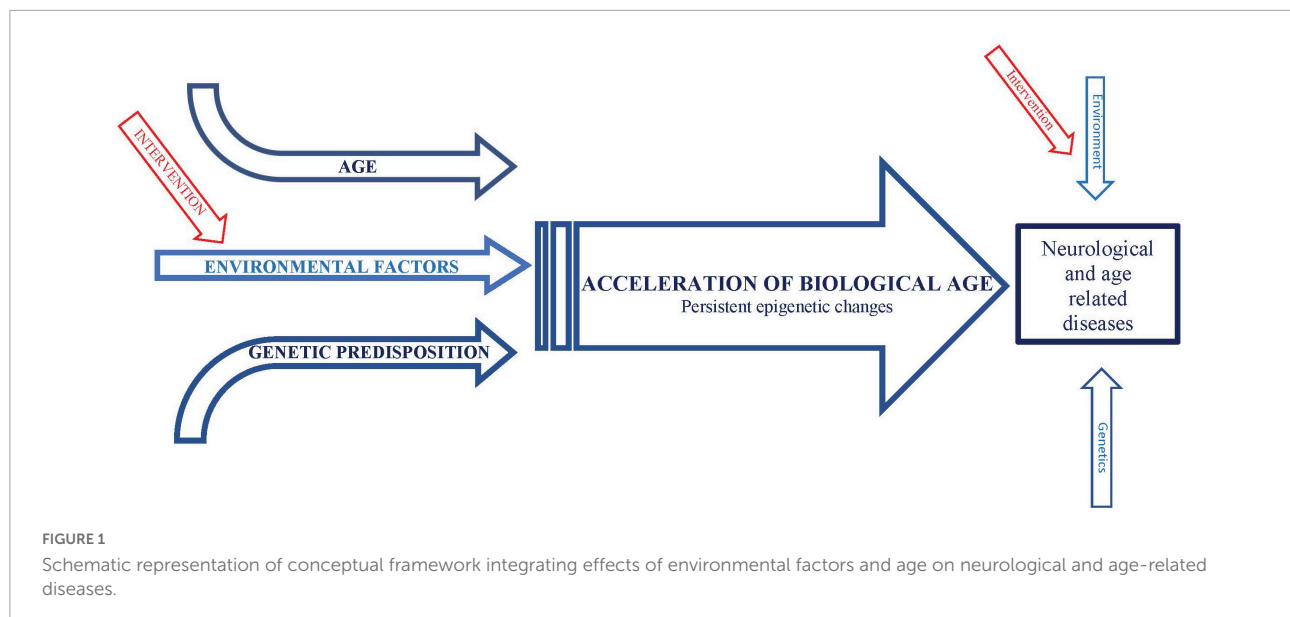 INTERVENTION
AGE
ENVIRONMENTAL FACTORS
GENETIC PREDISPOSITION
ACCELERATION OF BIOLOGICAL AGE
Persistent epigenetic changes
Intervention
Environment
Neurological
and age
related
diseases
Genetics
FIGURE 1
Schematic representation of conceptual framework integrating effects of environmental factors and age on neurological and age-related
diseases.